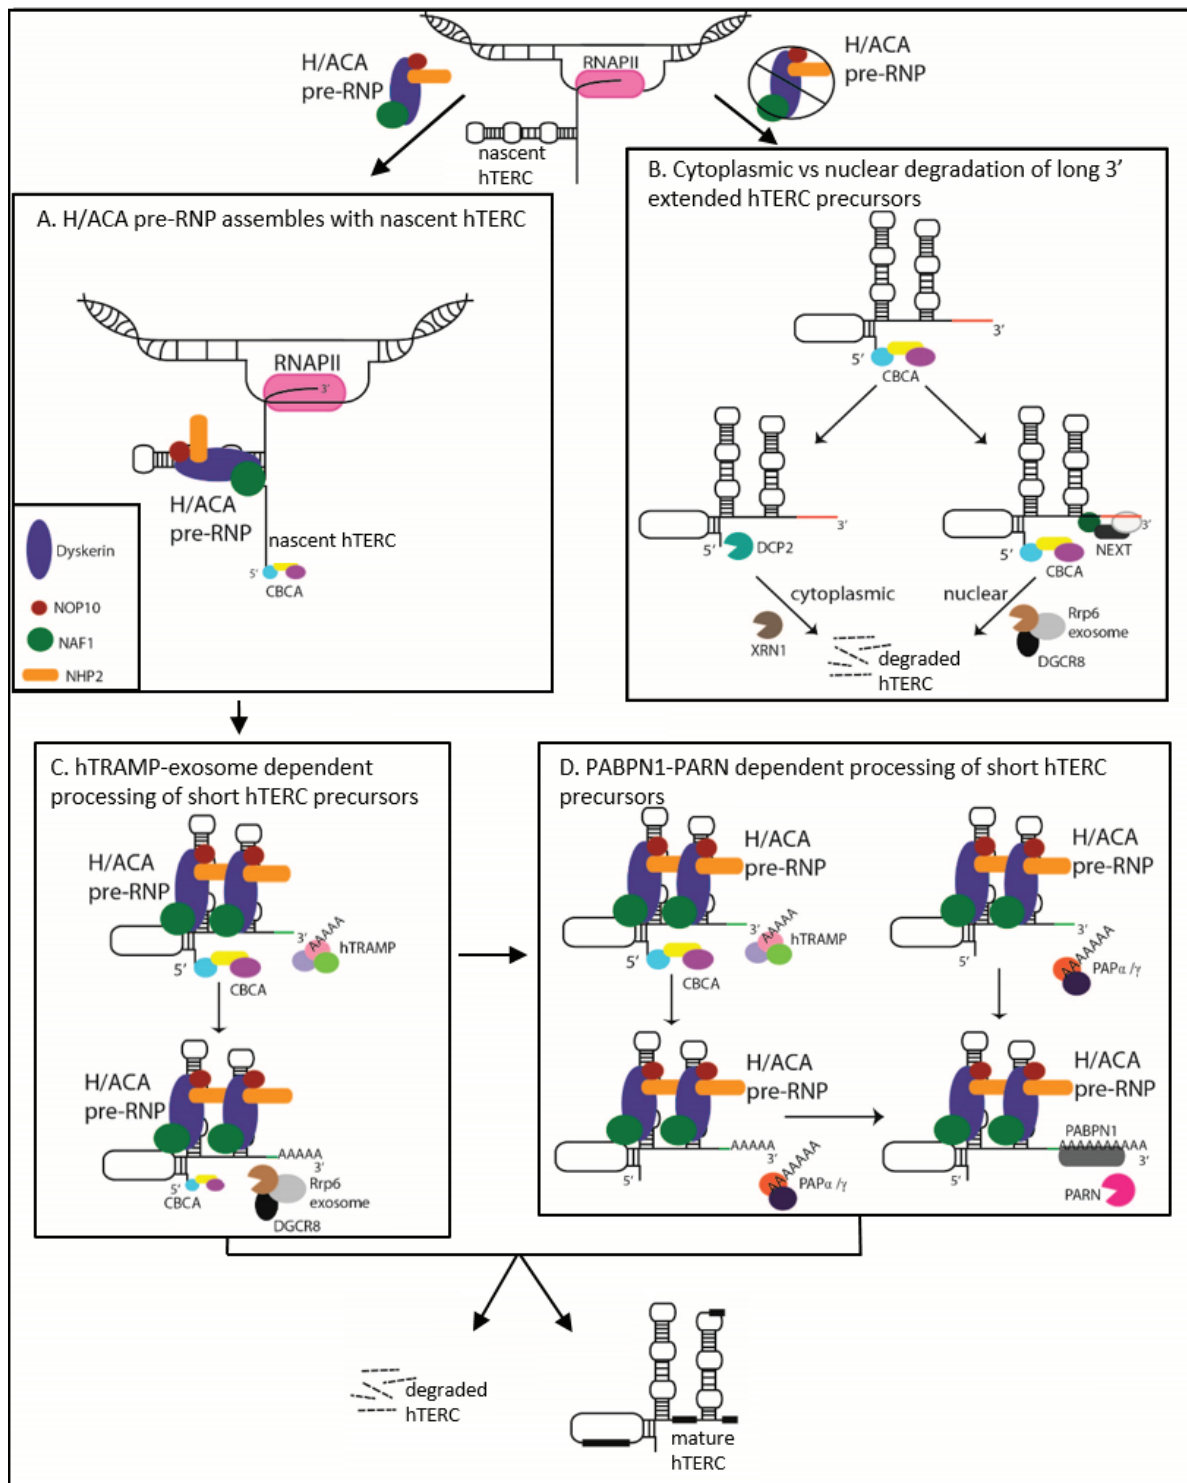 H/ACA
pre-RNP
RNAPII
H/ACA
pre-RNP
nascent
hTERC
A. H/ACA pre-RNP assembles with nascent hTERC
RNAPII
3'
H/ACA
pre-RNP
nascent hTERC
5'
CBCA
Dyskerin
NOP10
NAF1
NHP2
B. Cytoplasmic vs nuclear degradation of long 3'
extended hTERC precursors
3'
5'
CBCA
3'
5'
DCP2
3'
5'
NEXT
CBCA
cytoplasmic
nuclear
XRN1
Rrp6
exosome
DGCR8
degraded
hTERC
C. hTRAMP-exosome dependent
processing of short hTERC precursors
H/ACA
pre-RNP
3'
AAAAA
hTRAMP
5'
CBCA
H/ACA
pre-RNP
AAAAA
3'
5'
CBCA
Rrp6
exosome
DGCR8
D. PABPN1-PARN dependent processing of short hTERC
precursors
H/ACA
pre-RNP
3'
AAAAA
hTRAMP
5'
CBCA
H/ACA
pre-RNP
5'
AAAAAAA
PAPα /γ
H/ACA
pre-RNP
AAAAA
3'
5'
AAAAAAA
PAPα /γ
H/ACA
pre-RNP
PABPN1
AAAAAAAAAA
3'
5'
PARN
degraded
hTERC
mature
hTERC